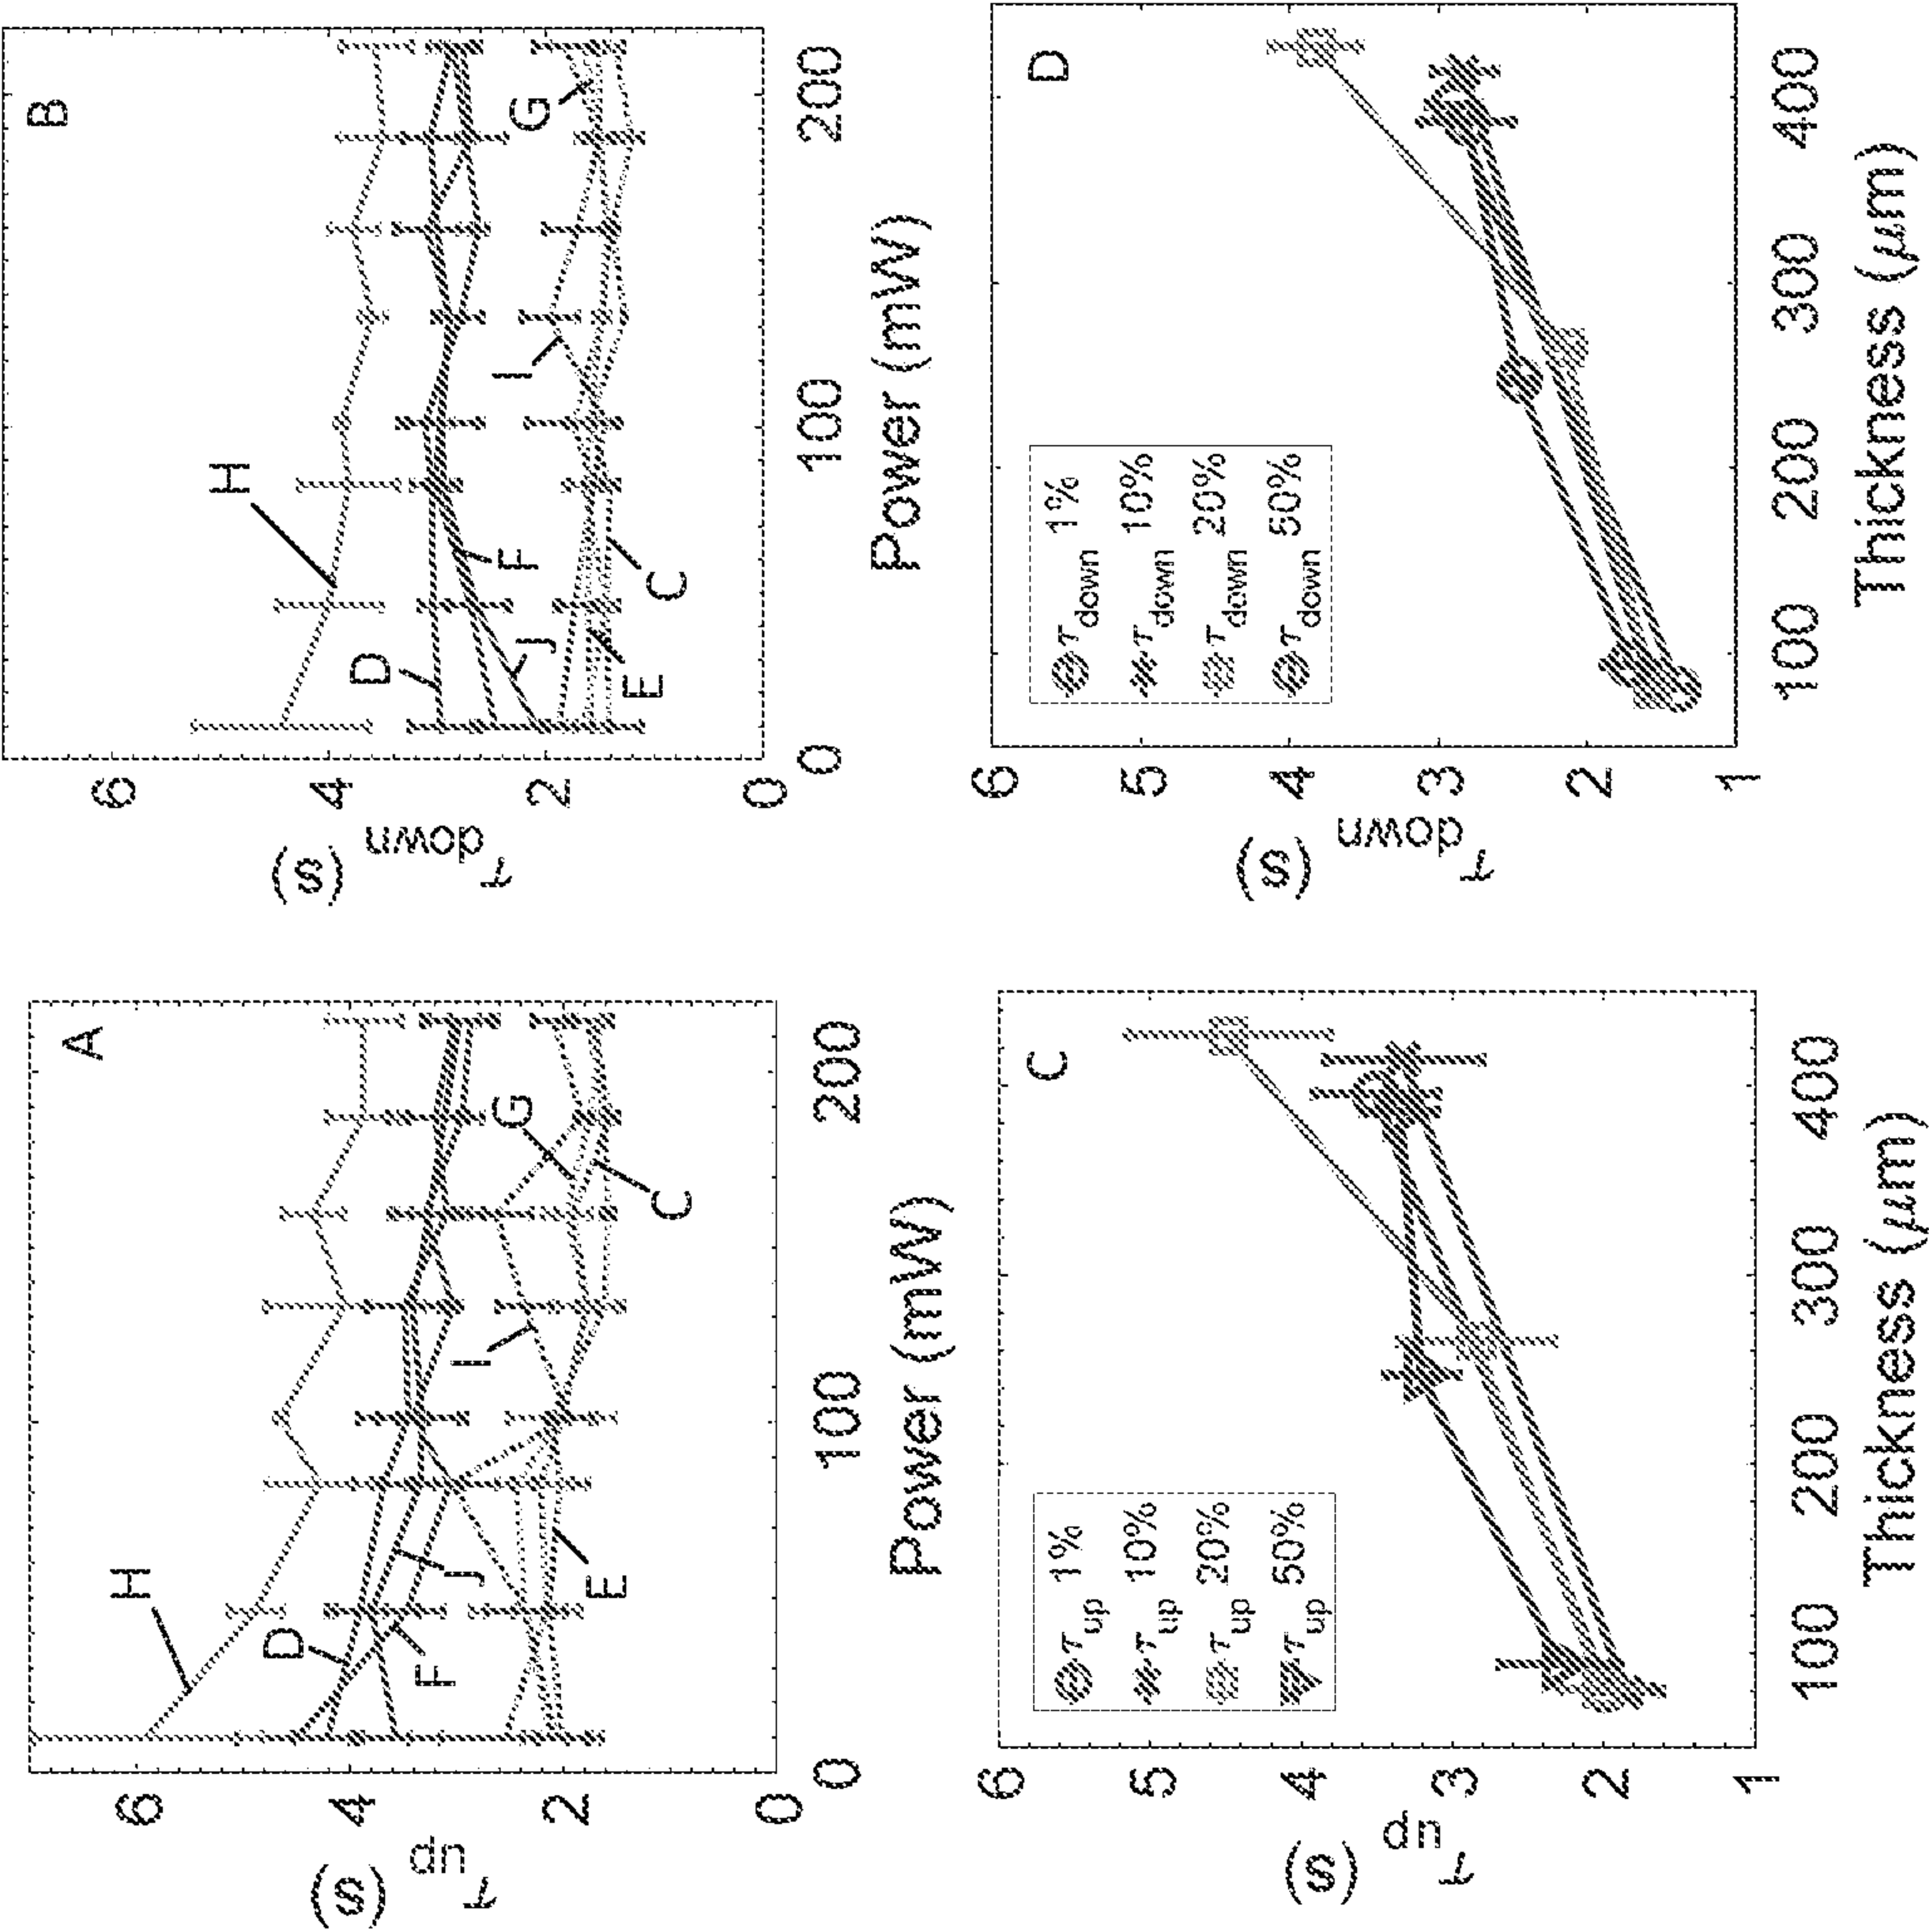 A
H
D
F
J
E
I
G
C
6
4
2
0
τup (s)
0
100
200
Power (mW)
B
H
D
F
J
E
C
I
G
6
4
2
0
τdown (s)
0
100
200
Power (mW)
C
τup 1%
τup 10%
τup 20%
τup 50%
6
5
4
3
2
1
τup (s)
100
200
300
400
Thickness (μm)
D
τdown 1%
τdown 10%
τdown 20%
τdown 50%
6
5
4
3
2
1
τdown (s)
100
200
300
400
Thickness (μm)